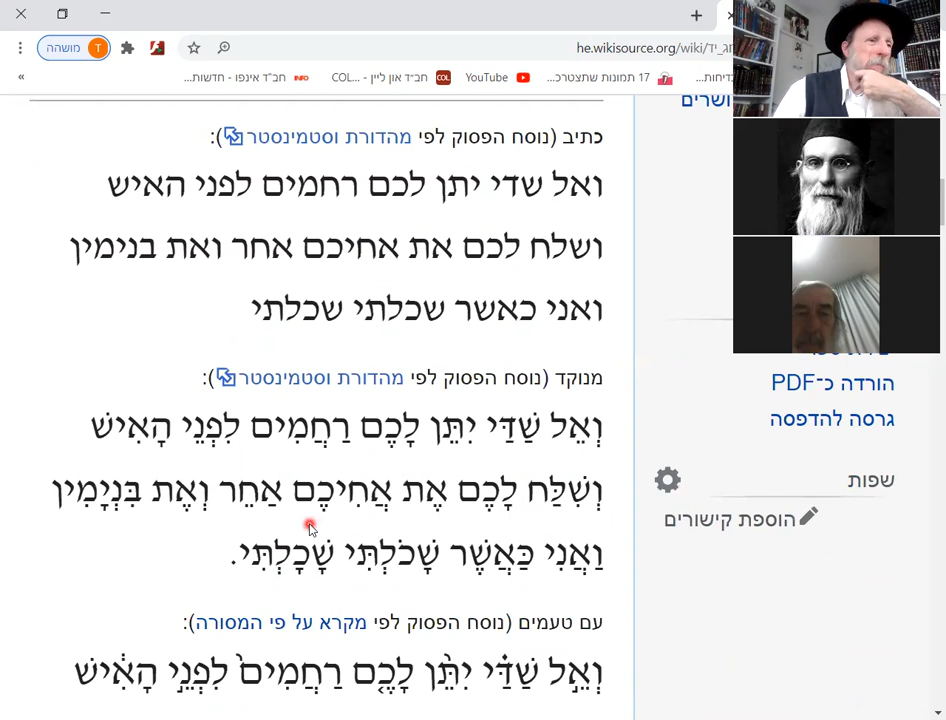 מושהה
he.wikisource.org/wiki/
חג_יד
17 תמונות שתצטרכ...
YouTube
חב"ד און ליין - COL...
חב"ד אינפו - חדשות...
כתיב (נוסח הפסוק לפי מהדורת וסטמינסטר):
ואל שדי יתן לכם רחמים לפני האיש
ושלח לכם את אחיכם אחר ואת בנימין
ואני כאשר שכלתי שכלתי
מנוקד (נוסח הפסוק לפי מהדורת וסטמינסטר):
וְאֵל שַׁדַּי יִתֵּן לָכֶם רַחֲמִים לִפְנֵי הָאִישׁ
וְשִׁלַּח לָכֶם אֶת אֲחִיכֶם אַחֵר וְאֶת בִּנְיָמִין
וַאֲנִי כַּאֲשֶׁר שָׁכֹלְתִּי שָׁכָלְתִּי.
עם טעמים (נוסח הפסוק לפי מקרא על פי המסורה):
וְאֵ֣ל שַׁדַּ֗י יִתֵּ֨ן לָכֶ֤ם רַחֲמִים֙ לִפְנֵ֣י הָאִ֔ישׁ
הורדה כ־PDF
גרסה להדפסה
שפות
הוספת קישורים